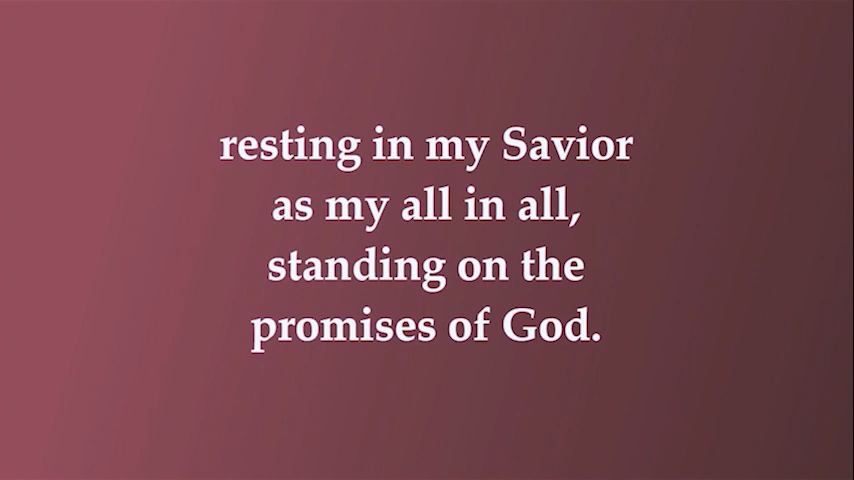 resting in my Savior
as my all in all,
standing on the
promises of God.